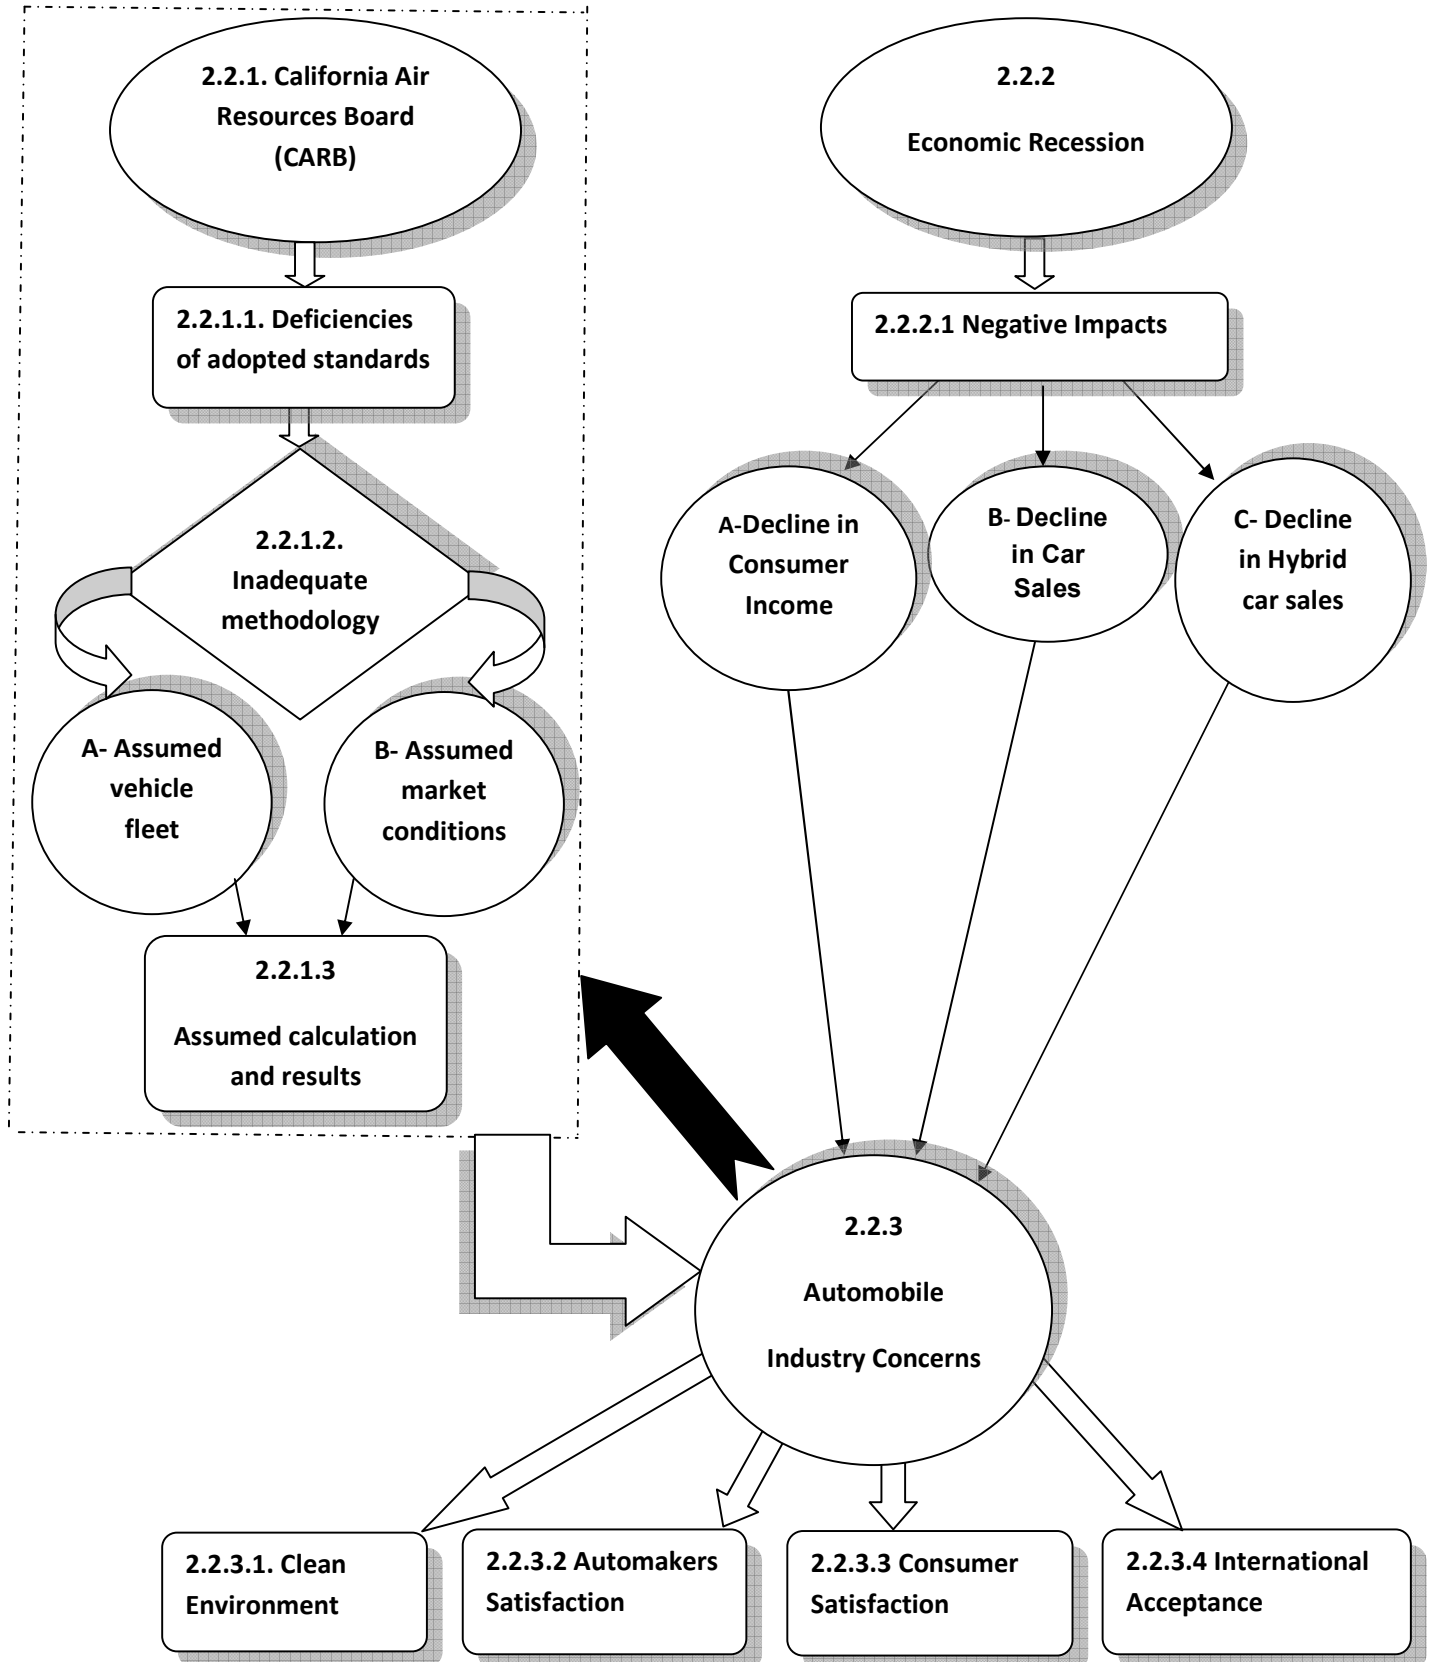 2.2.1. California Air
Resources Board
(CARB)
2.2.2
Economic Recession
2.2.1.1. Deficiencies
of adopted standards
2.2.2.1 Negative Impacts
2.2.1.2.
Inadequate
methodology
A-Decline in
Consumer
Income
B- Decline
in Car
Sales
C- Decline
in Hybrid
car sales
A- Assumed
vehicle
fleet
B- Assumed
market
conditions
2.2.1.3
Assumed calculation
and results
2.2.3
Automobile
Industry Concerns
2.2.3.1. Clean
Environment
2.2.3.2 Automakers
Satisfaction
2.2.3.3 Consumer
Satisfaction
2.2.3.4 International
Acceptance